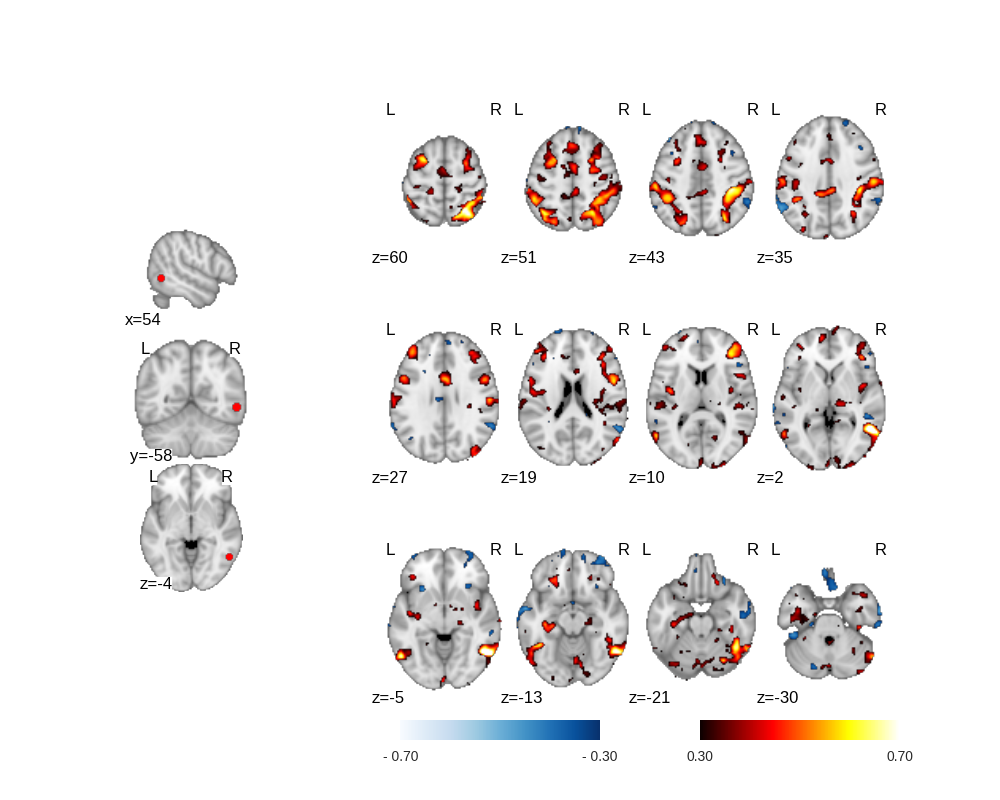 L R L R L R L R
z=60 z=51 z=43 z=35
x=54
L R
y=-58
L R
z=-4
L R L R L R L R
z=27 z=19 z=10 z=2
L R L R L R L R
z=-5 z=-13 z=-21 z=-30
- 0.70 - 0.30 0.30 0.70